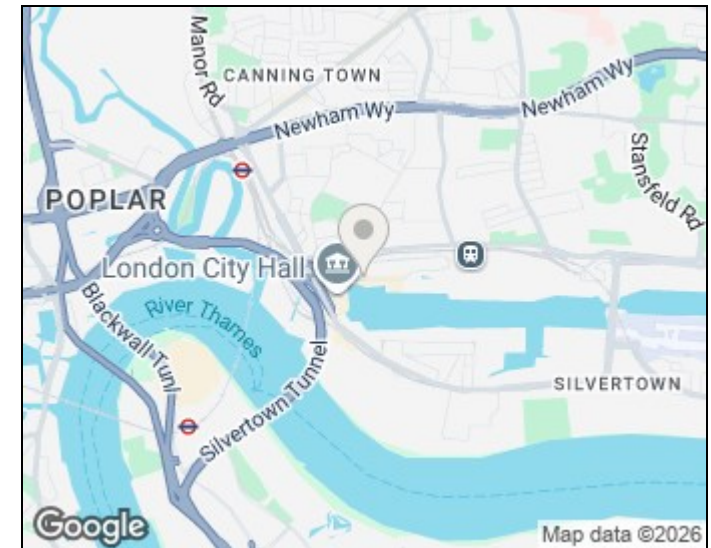 Manor Rd
CANNING TOWN
Newham Wy
Newham Wy
Stansfeld Rd
POPLAR
London City Hall
River Thames
Blackwall Tunl
Silvertown Tunnel
SILVERTOWN
Google
Map data ©2026